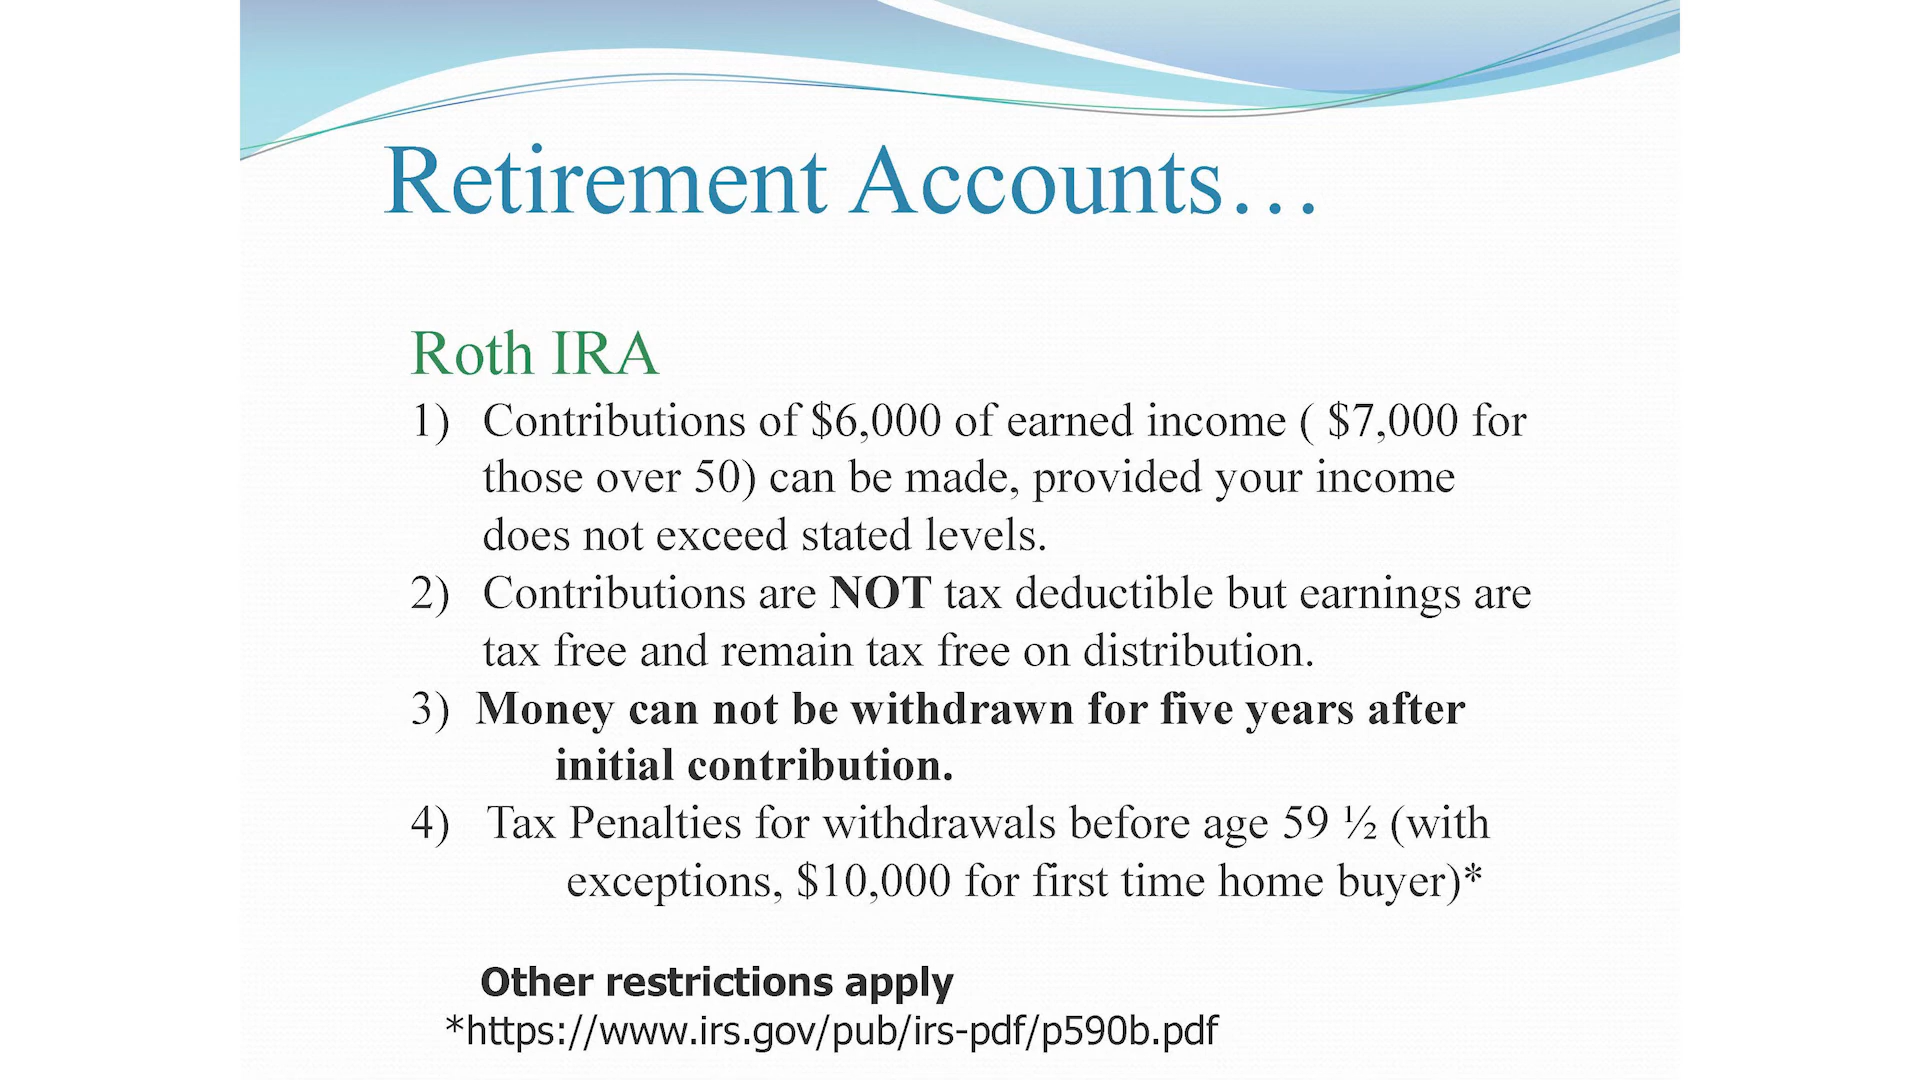 Retirement Accounts…
Roth IRA
1) Contributions of $6,000 of earned income ( $7,000 for
those over 50) can be made, provided your income
does not exceed stated levels.
2) Contributions are NOT tax deductible but earnings are
tax free and remain tax free on distribution.
3) Money can not be withdrawn for five years after
initial contribution.
4) Tax Penalties for withdrawals before age 59 ½ (with
exceptions, $10,000 for first time home buyer)*
Other restrictions apply
*https://www.irs.gov/pub/irs-pdf/p590b.pdf